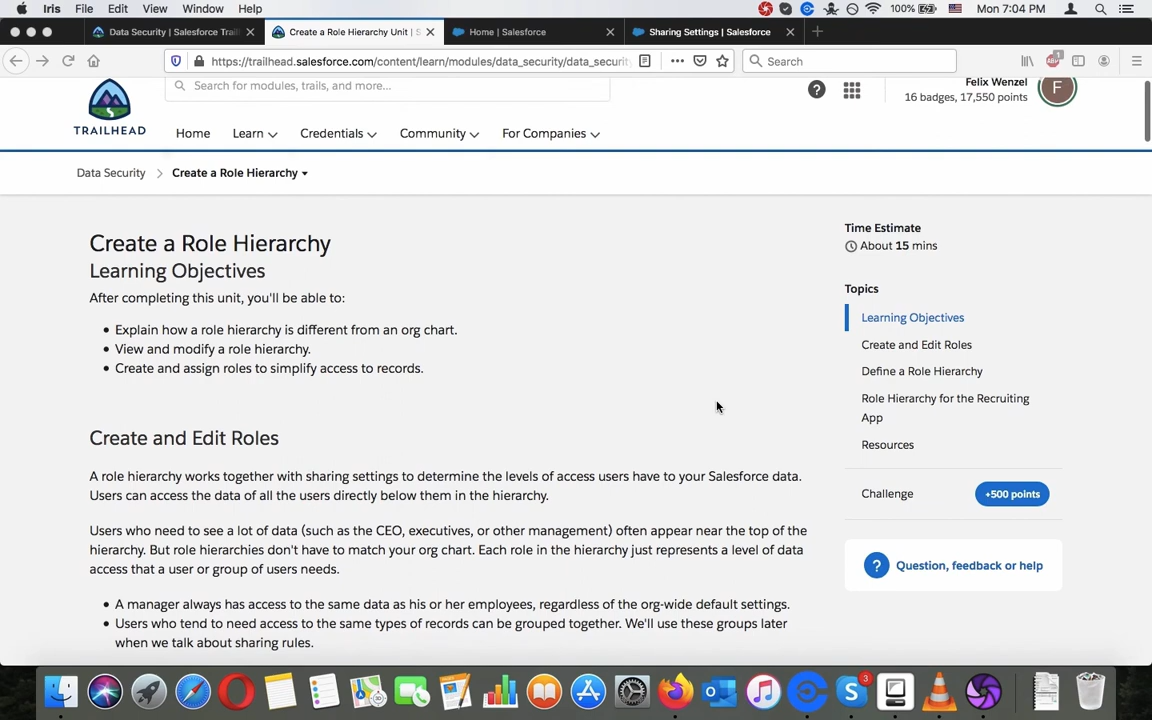 Iris File Edit View Window Help 100% Mon 7:04 PM
Data Security | Salesforce Trail
Create a Role Hierarchy Unit | S
Home | Salesforce
Sharing Settings | Salesforce
https://trailhead.salesforce.com/content/learn/modules/data_security/data_securit
Search
Search for modules, trails, and more...
Felix Wenzel
16 badges, 17,550 points
F
TRAILHEAD
Home Learn Credentials Community For Companies
Data Security > Create a Role Hierarchy
Create a Role Hierarchy
Learning Objectives
After completing this unit, you'll be able to:
• Explain how a role hierarchy is different from an org chart.
• View and modify a role hierarchy.
• Create and assign roles to simplify access to records.
Create and Edit Roles
A role hierarchy works together with sharing settings to determine the levels of access users have to your Salesforce data.
Users can access the data of all the users directly below them in the hierarchy.
Users who need to see a lot of data (such as the CEO, executives, or other management) often appear near the top of the
hierarchy. But role hierarchies don't have to match your org chart. Each role in the hierarchy just represents a level of data
access that a user or group of users needs.
• A manager always has access to the same data as his or her employees, regardless of the org-wide default settings.
• Users who tend to need access to the same types of records can be grouped together. We'll use these groups later
when we talk about sharing rules.
Time Estimate
About 15 mins
Topics
Learning Objectives
Create and Edit Roles
Define a Role Hierarchy
Role Hierarchy for the Recruiting
App
Resources
Challenge
+500 points
? Question, feedback or help
3